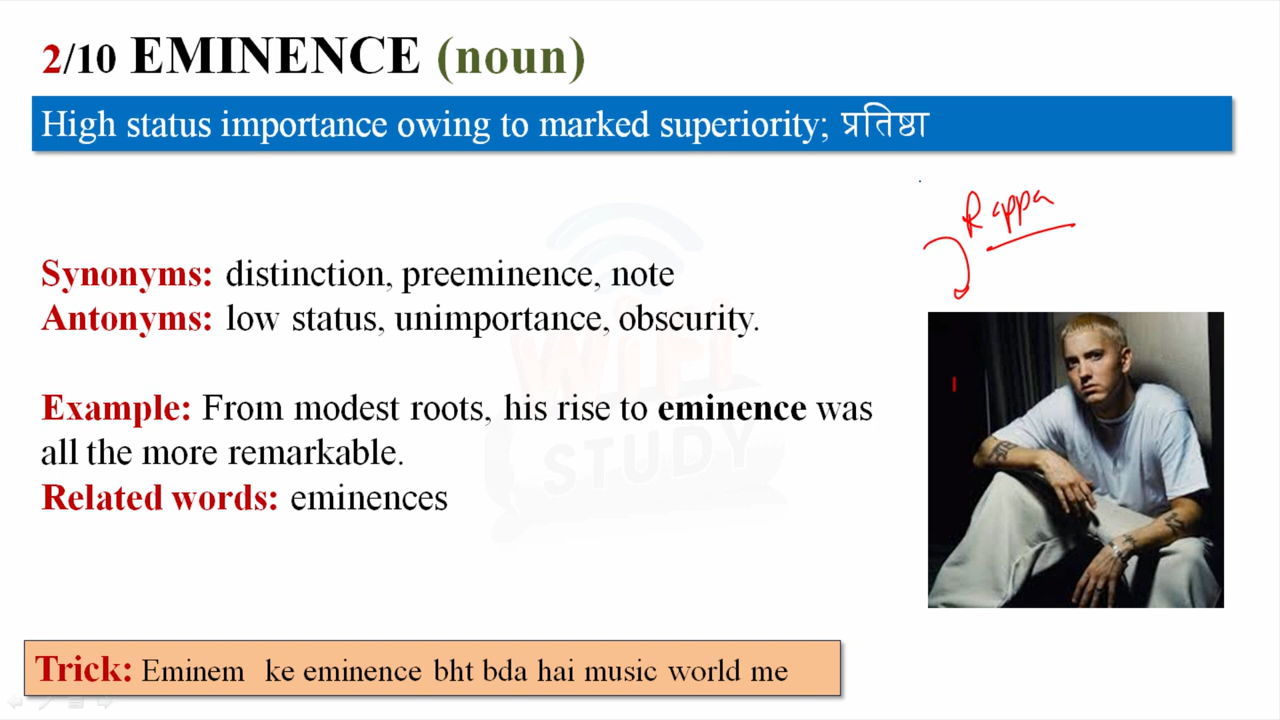 2/10 EMINENCE (noun)
High status importance owing to marked superiority; प्रतिष्ठा
Rappa
Synonyms: distinction, preeminence, note
Antonyms: low status, unimportance, obscurity.
WiFi
STUDY
Example: From modest roots, his rise to eminence was
all the more remarkable.
Related words: eminences
Trick: Eminem ke eminence bht bda hai music world me